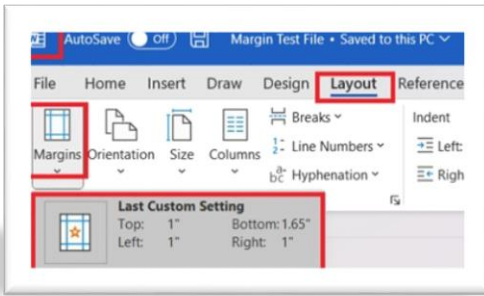 AutoSave Off Margin Test File • Saved to this PC
File Home Insert Draw Design Layout Reference
Margins Orientation Size Columns
Breaks
Line Numbers
Hyphenation
Indent
Left:
Righ
Last Custom Setting
Top: 1" Bottom: 1.65"
Left: 1" Right: 1"